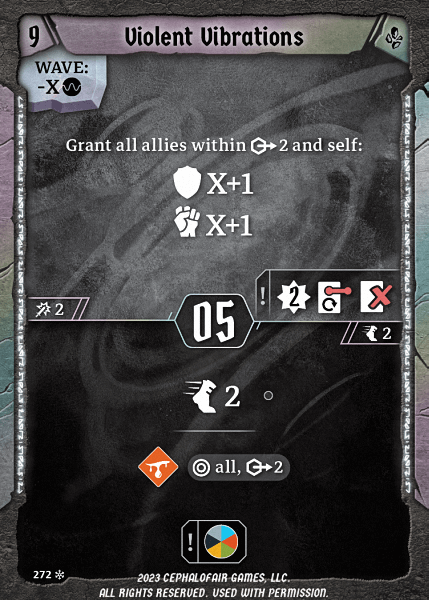 9 Violent Vibrations
WAVE:
-X
Grant all allies within 2 and self:
X+1
X+1
! 2
2
05
2
2
all, 2
!
272
2023 CEPHALOFAIR GAMES, LLC.
ALL RIGHTS RESERVED. USED WITH PERMISSION.